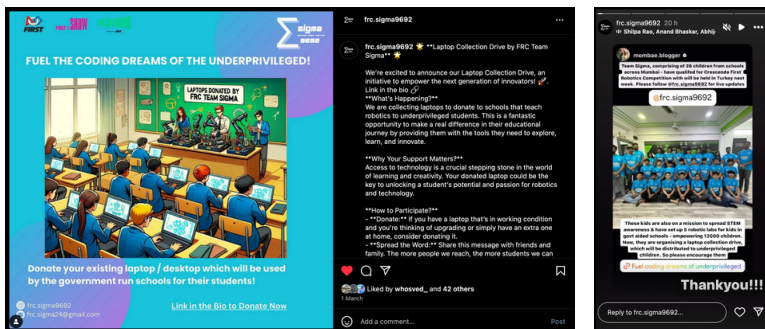 FIRST
FIRST IN SHOW
sigma
9692
FUEL THE CODING DREAMS OF THE UNDERPRIVILEGED!
LAPTOPS DONATED BY
FRC TEAM SIGMA
Donate your existing laptop / desktop which will be used
by the government run schools for their students!
frc.sigma9692
frc.sigma24@gmail.com
Link in the Bio to Donate Now
frc.sigma9692
frc.sigma9692 🌟 **Laptop Collection Drive by FRC Team
Sigma** 🌟
We're excited to announce our Laptop Collection Drive, an
initiative to empower the next generation of innovators! 🚀.
Link in the bio 🔗
**What's Happening?**
We are collecting laptops to donate to schools that teach
robotics to underprivileged students. This is a fantastic
opportunity to make a real difference in their educational
journey by providing them with the tools they need to explore,
learn, and innovate.
**Why Your Support Matters?**
Access to technology is a crucial stepping stone in the world
of learning and creativity. Your donated laptop could be the
key to unlocking a student's potential and passion for robotics
and technology.
**How to Participate?**
- **Donate:** If you have a laptop that's in working condition
and you're thinking of upgrading or simply have an extra one
at home, consider donating it.
- **Spread the Word:** Share this message with friends and
family. The more people we reach, the more students we can
Liked by whosved_ and 42 others
1 March
Add a comment...
Post
frc.sigma9692 20 h
Shilpa Rao, Anand Bhaskar, Abhij
mombae.blogger
Team Sigma, comprising of 26 children from schools
across Mumbai - have qualifed for Crescendo First
Robotics Competition with will be held in Turkey next
week. Please follow @frc.sigma9692 for live updates
@frc.sigma9692
These kids are also on a mission to spread STEM
awareness & have set up 6 robotic labs for kids in
govt aided schools - empowering 12000 children.
Now, they are organising a laptop collection drive,
which will be distributed to underprivileged
children. So please encourage them
Fuel coding dreams of underprivileged
Thankyou!!!
Reply to frc.sigma9692...